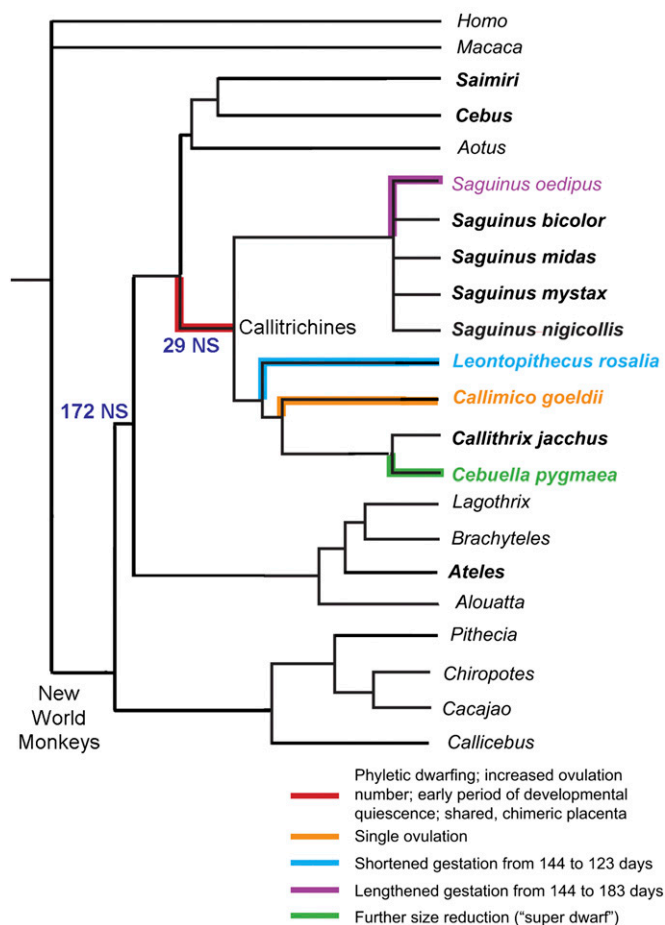 Homo
Macaca
Saimiri
Cebus
Aotus
Saguinus oedipus
Saguinus bicolor
Saguinus midas
Saguinus mystax
Callitrichines
Saguinus nigicollis
29 NS
Leontopithecus rosalia
Callimico goeldii
172 NS
Callithrix jacchus
Cebuella pygmaea
Lagothrix
Brachyteles
Ateles
Alouatta
Pithecia
Chiropotes
New
World
Monkeys
Cacajao
Callicebus
Phyletic dwarfing; increased ovulation
number; early period of developmental
quiescence; shared, chimeric placenta
Single ovulation
Shortened gestation from 144 to 123 days
Lengthened gestation from 144 to 183 days
Further size reduction ("super dwarf")